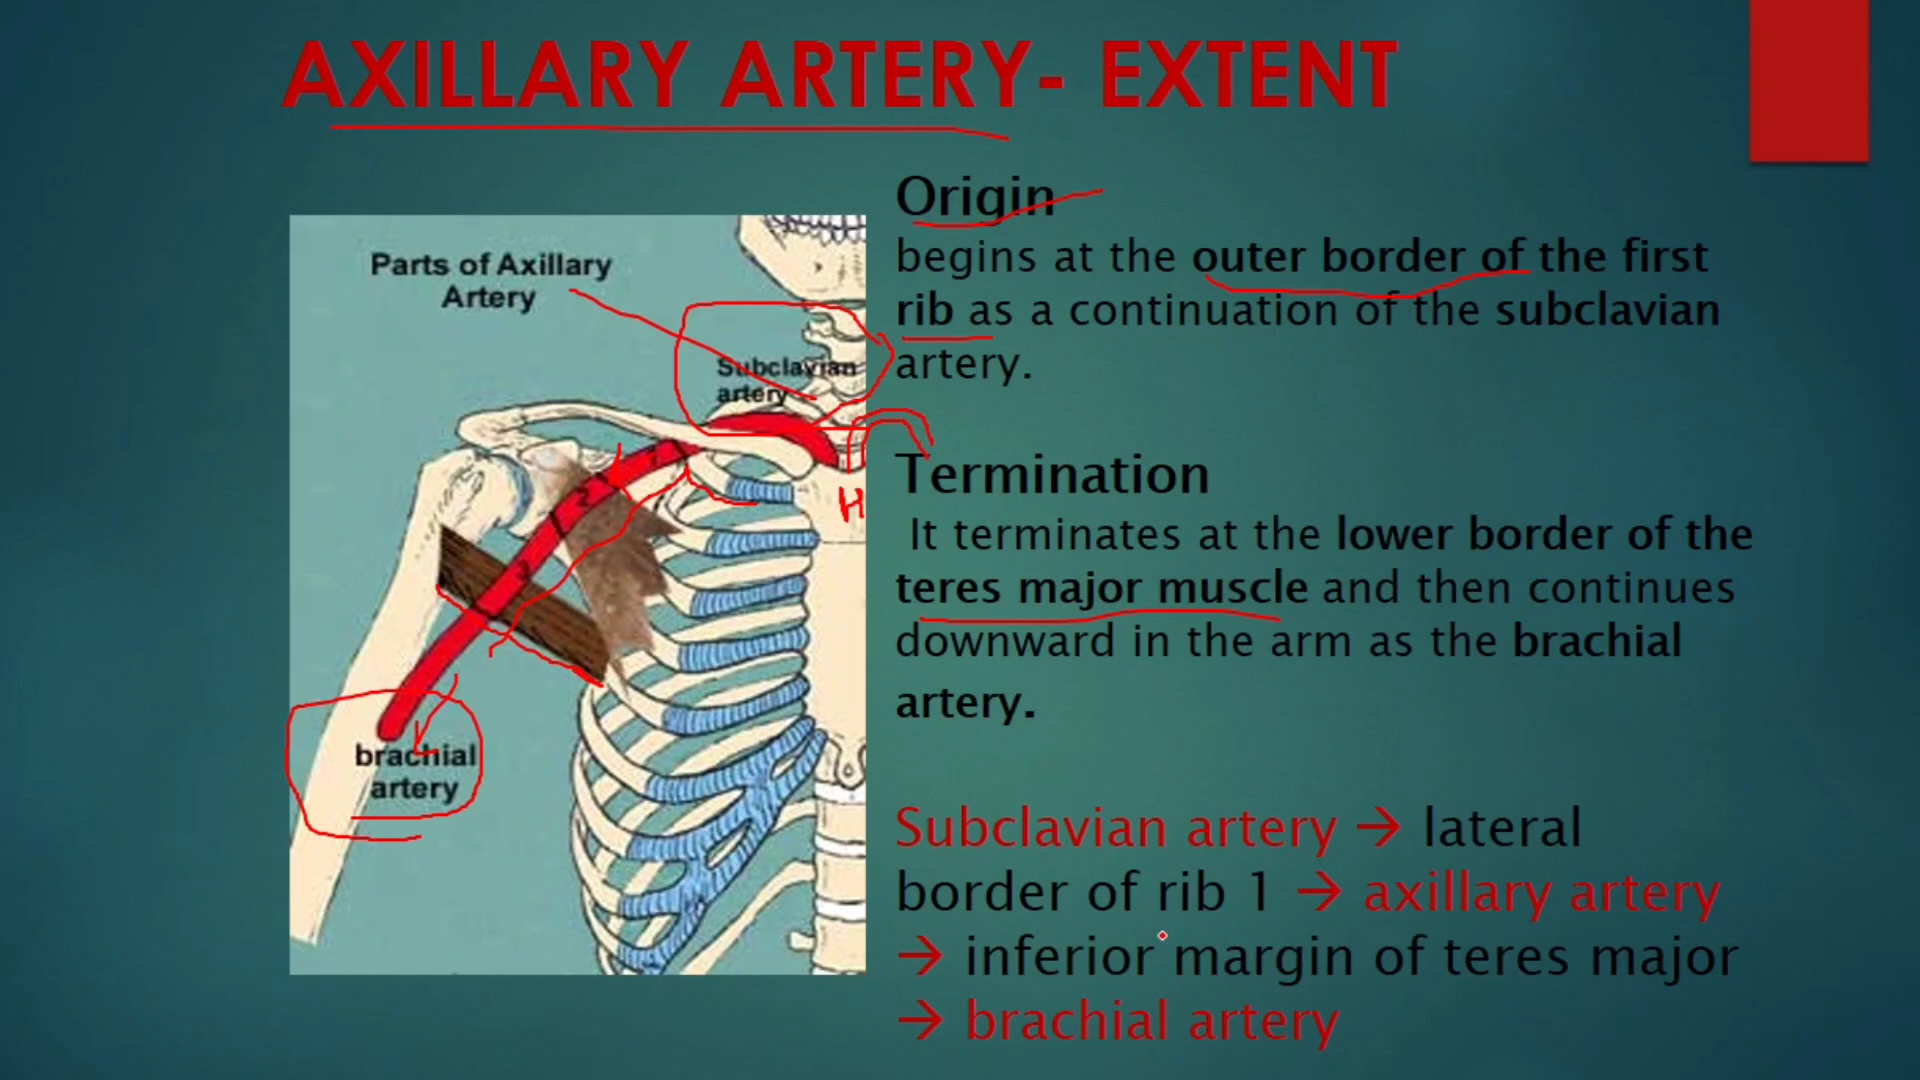 AXILLARY ARTERY- EXTENT
Parts of Axillary
Artery
Subclavian
artery
1
2
3
H
brachial
artery
Origin
begins at the outer border of the first
rib as a continuation of the subclavian
artery.
Termination
It terminates at the lower border of the
teres major muscle and then continues
downward in the arm as the brachial
artery.
Subclavian artery → lateral
border of rib 1 → axillary artery
→ inferior margin of teres major
→ brachial artery